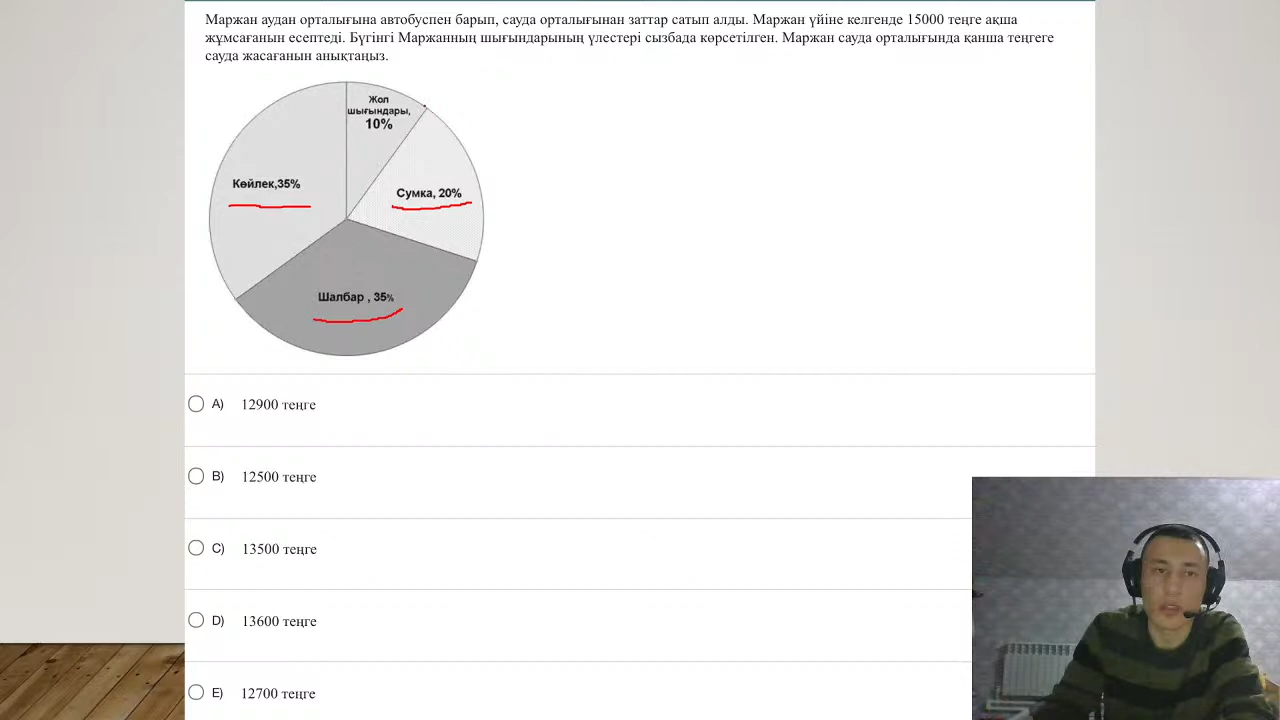 Маржан аудан орталығына автобуспен барып, сауда орталығынан заттар сатып алды. Маржан үйіне келгенде 15000 теңге ақша
жұмсағанын есептеді. Бүгінгі Маржанның шығындарының үлестері сызбада көрсетілген. Маржан сауда орталығында қанша теңгеге
сауда жасағанын анықтаңыз.
Жол
шығындары,
10%
Көйлек,35%
Сумка, 20%
Шалбар , 35%
A) 12900 теңге
B) 12500 теңге
C) 13500 теңге
D) 13600 теңге
E) 12700 теңге